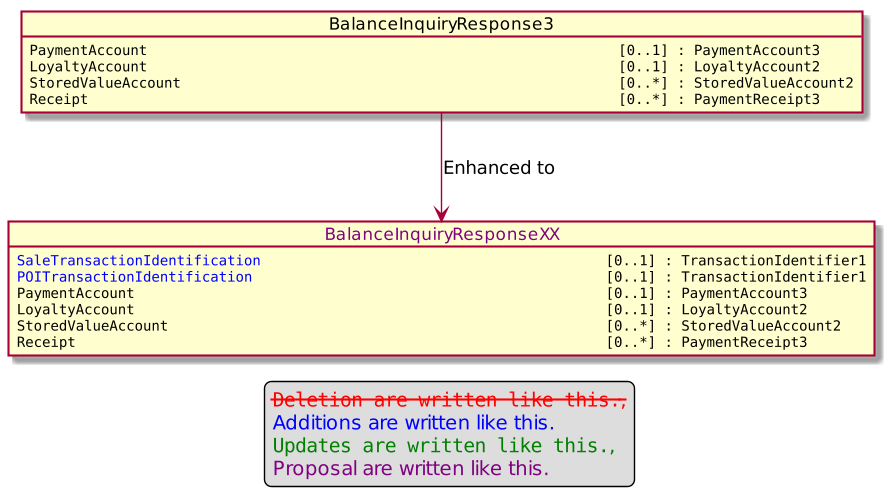 BalanceInquiryResponse3
PaymentAccount [0..1] : PaymentAccount3
LoyaltyAccount [0..1] : LoyaltyAccount2
StoredValueAccount [0..*] : StoredValueAccount2
Receipt [0..*] : PaymentReceipt3
Enhanced to
BalanceInquiryResponseXX
SaleTransactionIdentification [0..1] : TransactionIdentifier1
POITransactionIdentification [0..1] : TransactionIdentifier1
PaymentAccount [0..1] : PaymentAccount3
LoyaltyAccount [0..1] : LoyaltyAccount2
StoredValueAccount [0..*] : StoredValueAccount2
Receipt [0..*] : PaymentReceipt3
Deletion are written like this.,
Additions are written like this.
Updates are written like this.,
Proposal are written like this.